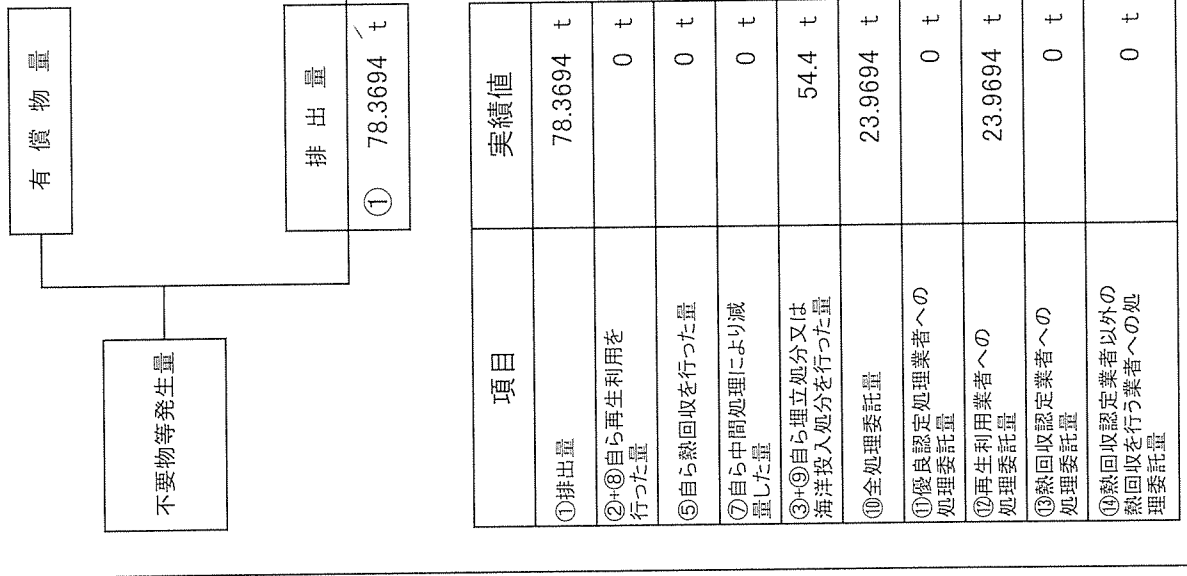 有償物量
不要物等発生量
排出量
① 78.3694 t
項目 実績値
①排出量 78.3694 t
②+⑧自ら再生利用を
行った量 0 t
⑤自ら熱回収を行った量 0 t
⑦自ら中間処理により減
量した量 0 t
③+⑨自ら埋立処分又は
海洋投入処分を行った量 54.4 t
⑩全処理委託量 23.9694 t
⑪優良認定処理業者への
処理委託量 0 t
⑫再生利用業者への
処理委託量 23.9694 t
⑬熱回収認定業者への
処理委託量 0 t
⑭熱回収認定業者以外の
熱回収を行う業者への処
理委託量 0 t